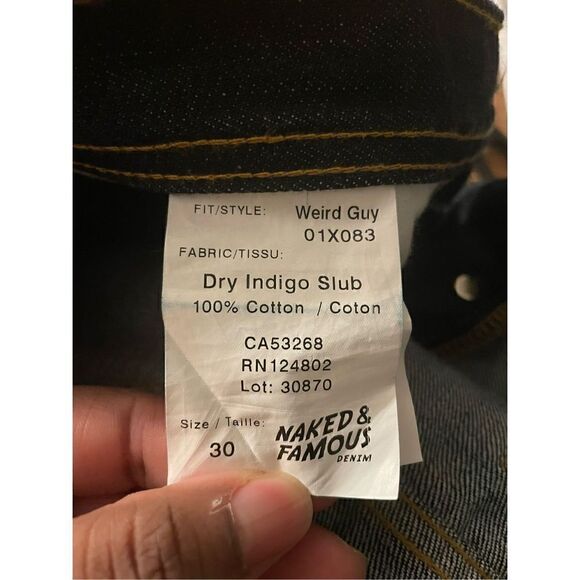 FIT/STYLE: Weird Guy
01X083
FABRIC/TISSU:
Dry Indigo Slub
100% Cotton / Coton
CA53268
RN124802
Lot: 30870
Size / Taille:
30
NAKED &
FAMOUS
DENIM